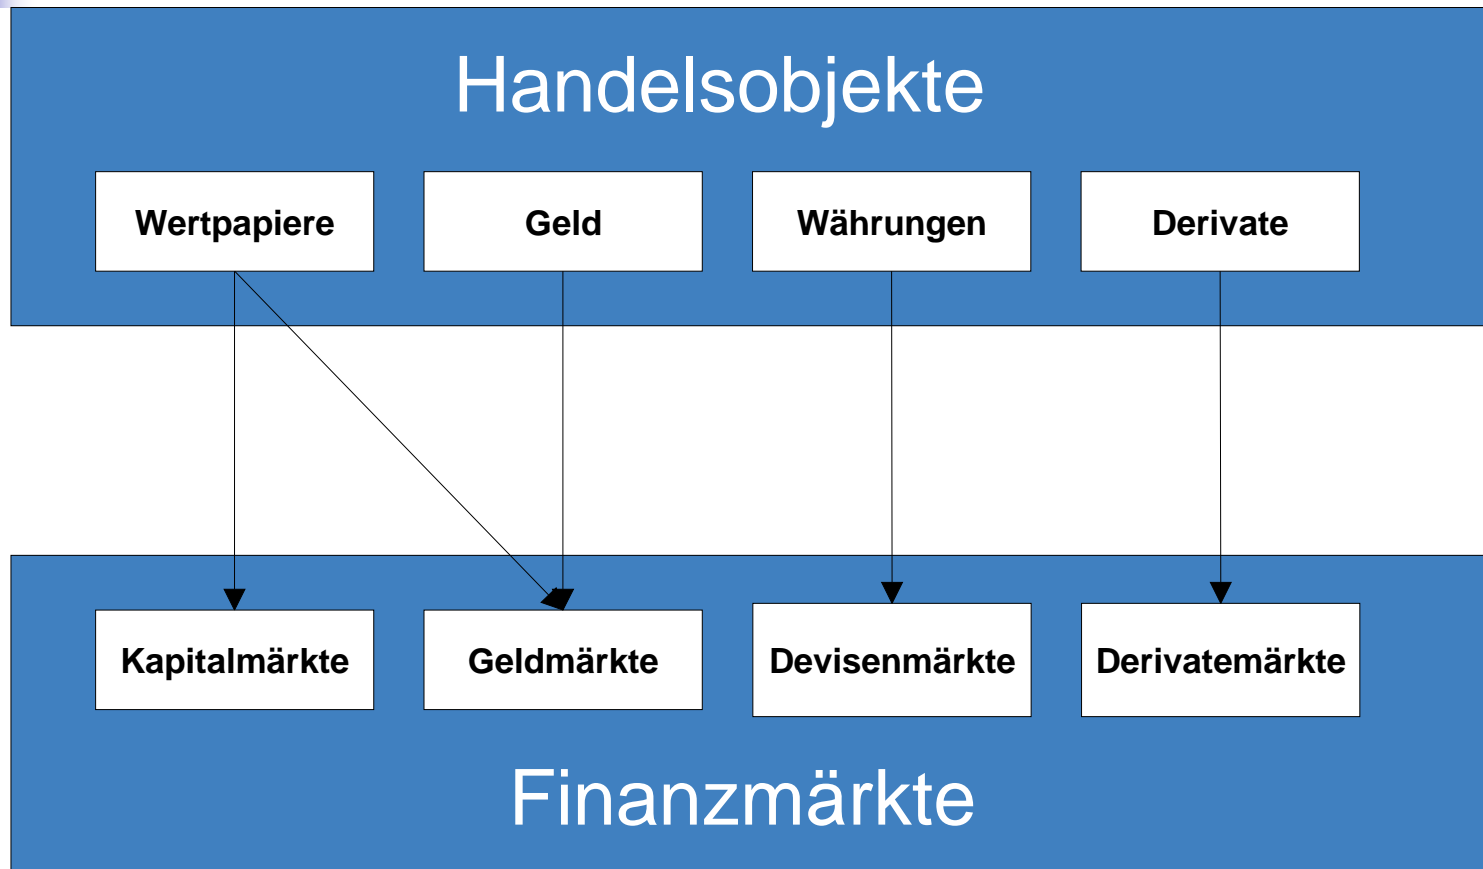 Handelsobjekte
Wertpapiere
Geld
Währungen
Derivate
Kapitalmärkte
Geldmärkte
Devisenmärkte
Derivatemärkte
Finanzmärkte